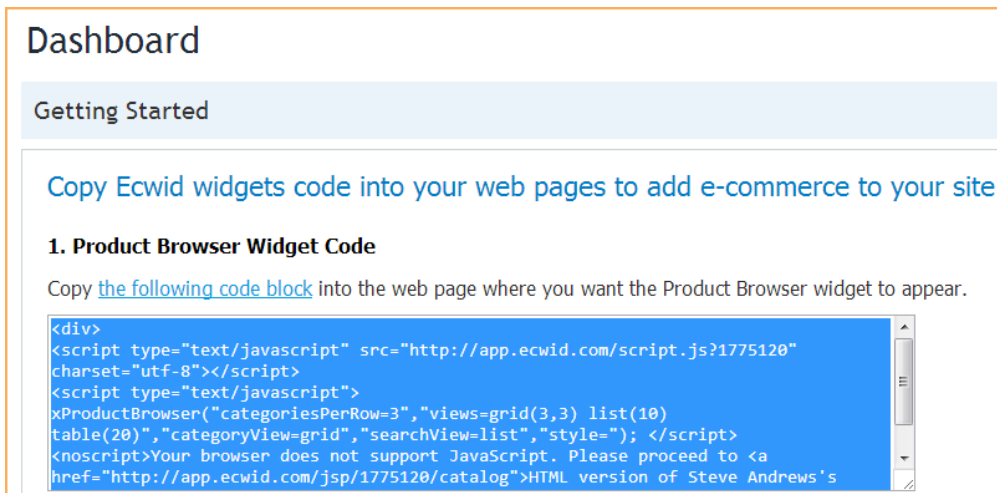 Dashboard
Getting Started
Copy Ecwid widgets code into your web pages to add e-commerce to your site
1. Product Browser Widget Code
Copy the following code block into the web page where you want the Product Browser widget to appear.
<div>
<script type="text/javascript" src="http://app.ecwid.com/script.js?1775120"
charset="utf-8"></script>
<script type="text/javascript">
xProductBrowser("categoriesPerRow=3","views=grid(3,3) list(10)
table(20)","categoryView=grid","searchView=list","style="); </script>
<noscript>Your browser does not support JavaScript. Please proceed to <a
href="http://app.ecwid.com/jsp/1775120/catalog">HTML version of Steve Andrews's